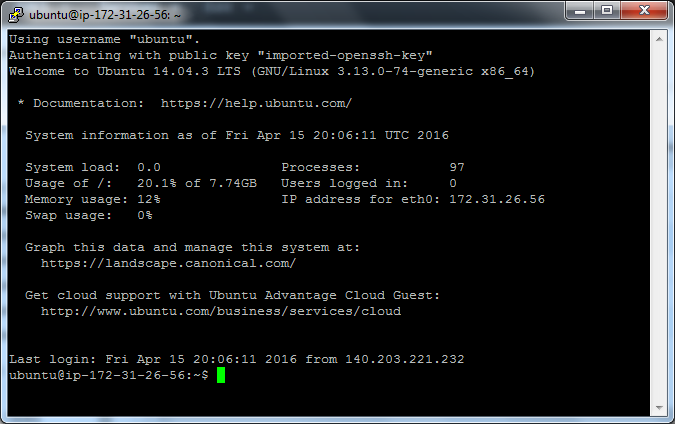 ubuntu@ip-172-31-26-56: ~
Using username "ubuntu".
Authenticating with public key "imported-openssh-key"
Welcome to Ubuntu 14.04.3 LTS (GNU/Linux 3.13.0-74-generic x86_64)
* Documentation:  https://help.ubuntu.com/
System information as of Fri Apr 15 20:06:11 UTC 2016
System load:  0.0               Processes:           97
Usage of /:   20.1% of 7.74GB   Users logged in:     0
Memory usage: 12%               IP address for eth0: 172.31.26.56
Swap usage:   0%
Graph this data and manage this system at:
https://landscape.canonical.com/
Get cloud support with Ubuntu Advantage Cloud Guest:
http://www.ubuntu.com/business/services/cloud
Last login: Fri Apr 15 20:06:11 2016 from 140.203.221.232
ubuntu@ip-172-31-26-56:~$